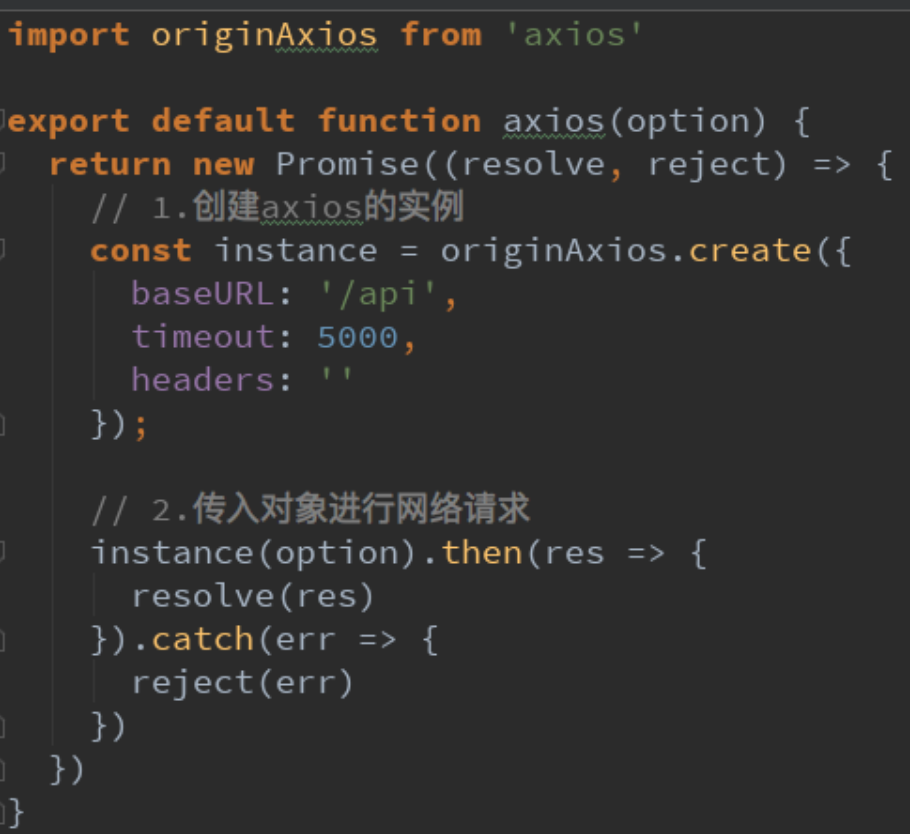 import originAxios from 'axios'
export default function axios(option) {
return new Promise((resolve, reject) => {
// 1.创建axios的实例
const instance = originAxios.create({
baseURL: '/api',
timeout: 5000,
headers: ''
});
// 2.传入对象进行网络请求
instance(option).then(res => {
resolve(res)
}).catch(err => {
reject(err)
})
})
}